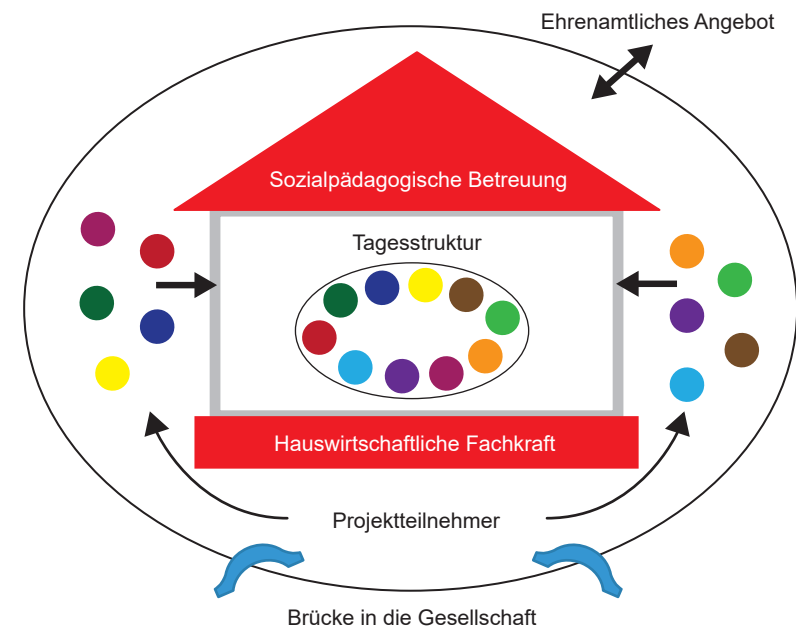 Ehrenamtliches Angebot
Sozialpädagogische Betreuung
Tagesstruktur
Hauswirtschaftliche Fachkraft
Projektteilnehmer
Brücke in die Gesellschaft